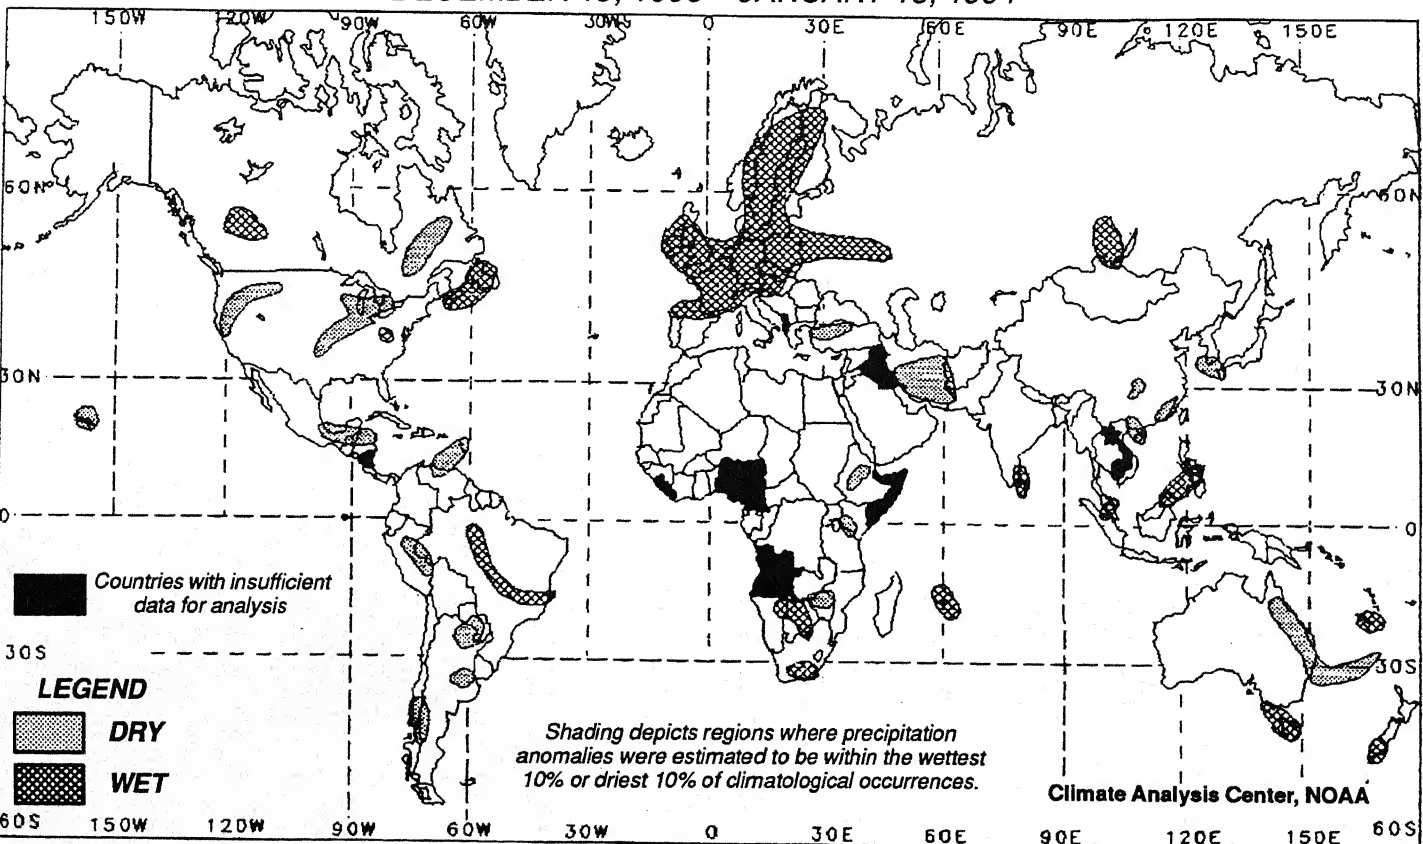 150W 120W 90W 60W 30W 0 30E 60E 90E 120E 150E
60N 60N
30N 30N
0 0
Countries with insufficient
data for analysis
30S 30S
LEGEND
DRY
WET
Shading depicts regions where precipitation
anomalies were estimated to be within the wettest
10% or driest 10% of climatological occurrences.
Climate Analysis Center, NOAA
60S 150W 120W 90W 60W 30W 0 30E 60E 90E 120E 150E 60S